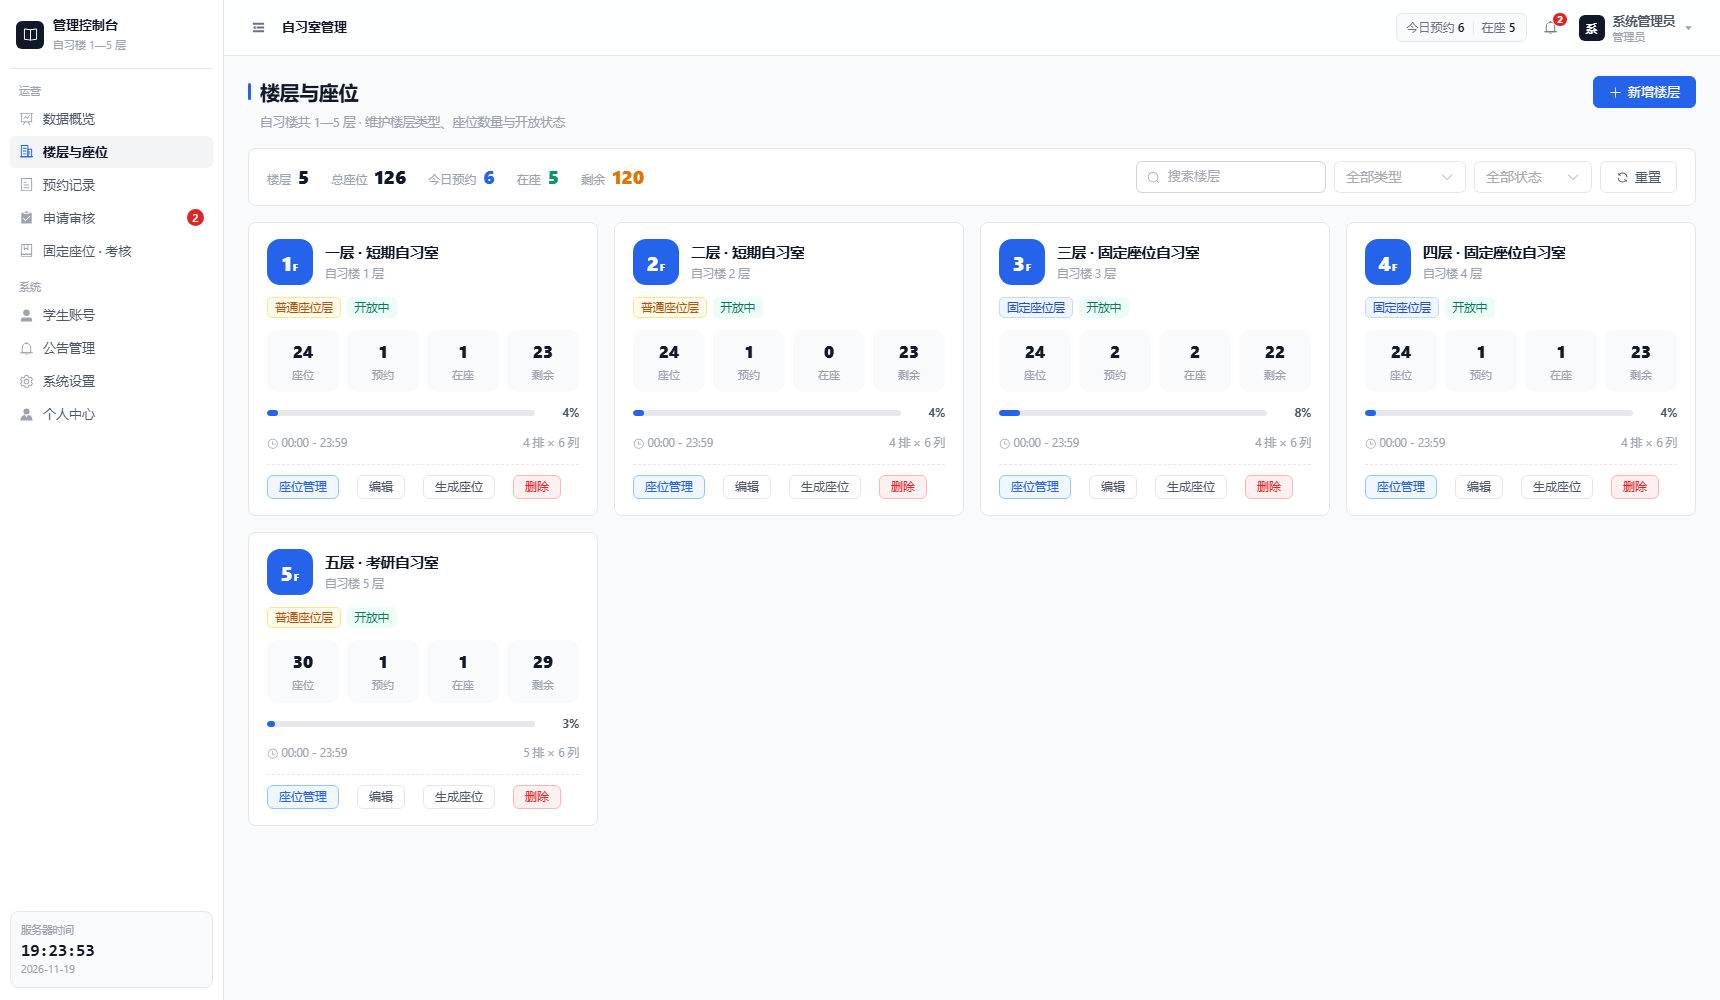 管理控制台
自习楼 1—5 层
运营
数据概览
楼层与座位
预约记录
申请审核 2
固定座位 · 考核
系统
学生账号
公告管理
系统设置
个人中心
服务器时间
19:23:53
2026-11-19
自习室管理
今日预约 6 在座 5
2
系 系统管理员
管理员
楼层与座位
自习楼共 1—5 层 · 维护楼层类型、座位数量与开放状态
新增楼层
楼层 5 总座位 126 今日预约 6 在座 5 剩余 120
搜索楼层 全部类型 全部状态 重置
1F 一层 · 短期自习室
自习楼 1 层
普通座位层 开放中
24 1 1 23
座位 预约 在座 剩余
4%
00:00 - 23:59 4 排 × 6 列
座位管理 编辑 生成座位 删除
2F 二层 · 短期自习室
自习楼 2 层
普通座位层 开放中
24 1 0 23
座位 预约 在座 剩余
4%
00:00 - 23:59 4 排 × 6 列
座位管理 编辑 生成座位 删除
3F 三层 · 固定座位自习室
自习楼 3 层
固定座位层 开放中
24 2 2 22
座位 预约 在座 剩余
8%
00:00 - 23:59 4 排 × 6 列
座位管理 编辑 生成座位 删除
4F 四层 · 固定座位自习室
自习楼 4 层
固定座位层 开放中
24 1 1 23
座位 预约 在座 剩余
4%
00:00 - 23:59 4 排 × 6 列
座位管理 编辑 生成座位 删除
5F 五层 · 考研自习室
自习楼 5 层
普通座位层 开放中
30 1 1 29
座位 预约 在座 剩余
3%
00:00 - 23:59 5 排 × 6 列
座位管理 编辑 生成座位 删除